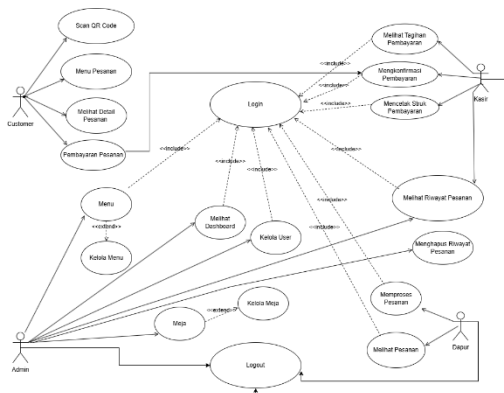 Scan QR Code
Menu Pesanan
Melihat Detail
Pesanan
Pembayaran Pesanan
Customer
Melihat Tagihan
Pembayaran
Mengkonfirmasi
Pembayaran
Mencetak Struk
Pembayaran
Kasir
<<include>>
<<include>>
<<include>>
Login
<<include>>
<<include>>
<<include>>
<<include>>
<<include>>
Menu
<<extend>>
Kelola Menu
Melihat
Dashboard
Kelola User
Melihat Riwayat Pesanan
Menghapus Riwayat
Pesanan
Memproses
Pesanan
Melihat Pesanan
Dapur
Meja
<<extend>>
Kelola Meja
Admin
Logout